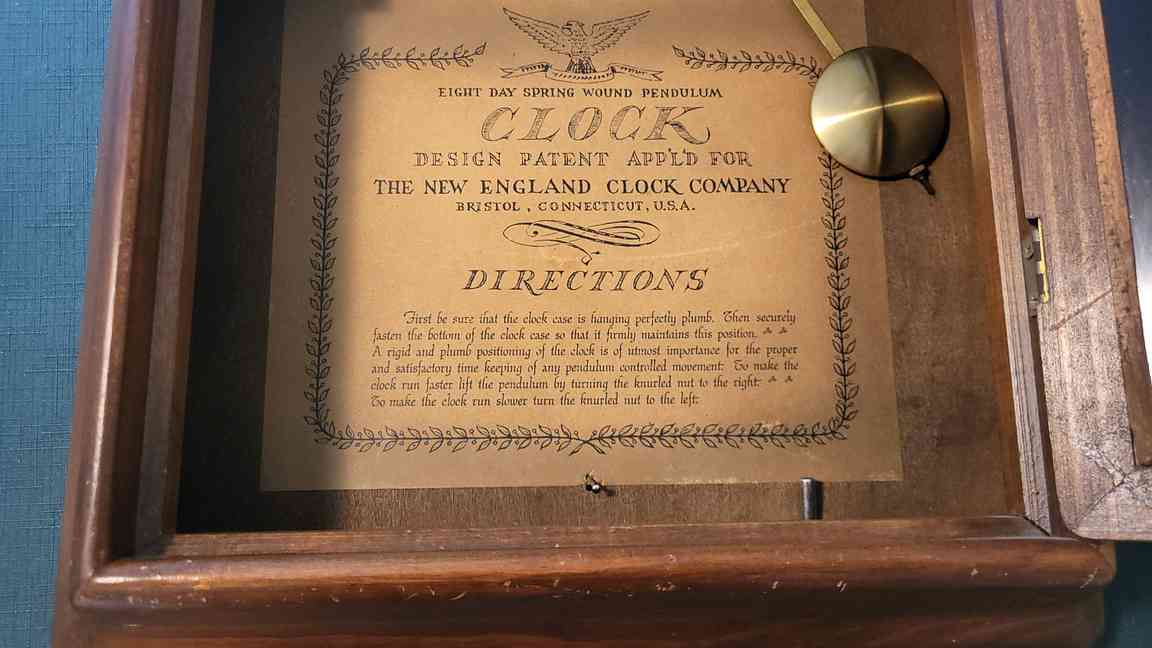 EIGHT DAY SPRING WOUND PENDULUM
CLOCK
DESIGN PATENT APP'L'D FOR
THE NEW ENGLAND CLOCK COMPANY
BRISTOL, CONNECTICUT, U.S.A.
DIRECTIONS
First be sure that the clock case is hanging perfectly plumb. Then securely
fasten the bottom of the clock case so that it firmly maintains this position.
A rigid and plumb positioning of the clock is of utmost importance for the proper
and satisfactory time keeping of any pendulum controlled movement: To make the
clock run faster lift the pendulum by turning the knurled nut to the right:
To make the clock run slower turn the knurled nut to the left: